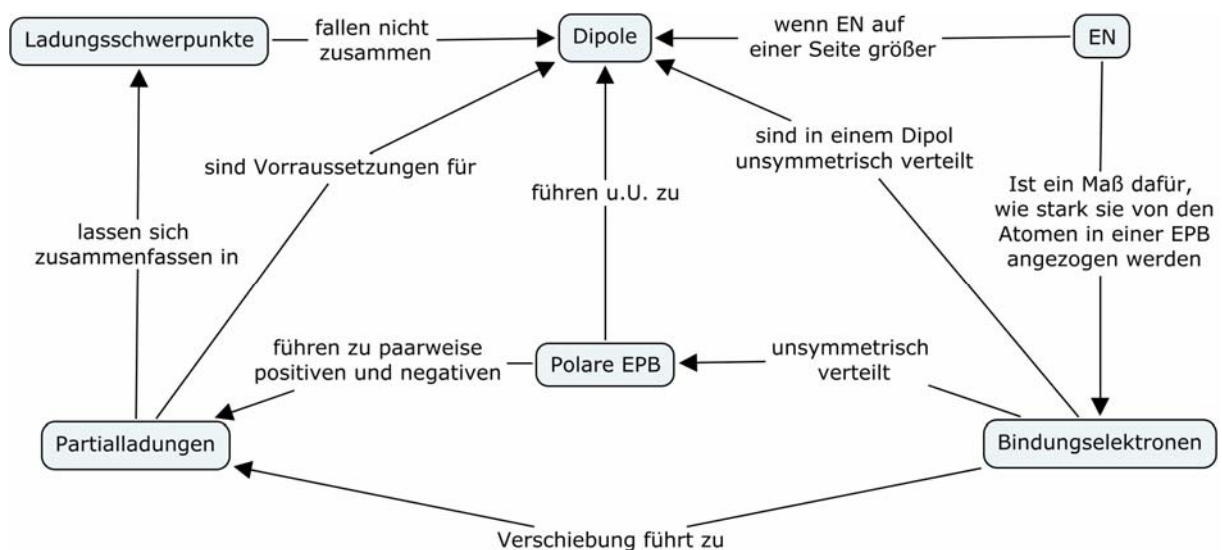 Ladungsschwerpunkte
fallen nicht
zusammen
Dipole
wenn EN auf
einer Seite größer
EN
sind Vorraussetzungen für
sind in einem Dipol
unsymmetrisch verteilt
führen u.U. zu
Ist ein Maß dafür,
wie stark sie von den
Atomen in einer EPB
angezogen werden
lassen sich
zusammenfassen in
führen zu paarweise
positiven und negativen
Polare EPB
unsymmetrisch
verteilt
Partialladungen
Bindungselektronen
Verschiebung führt zu